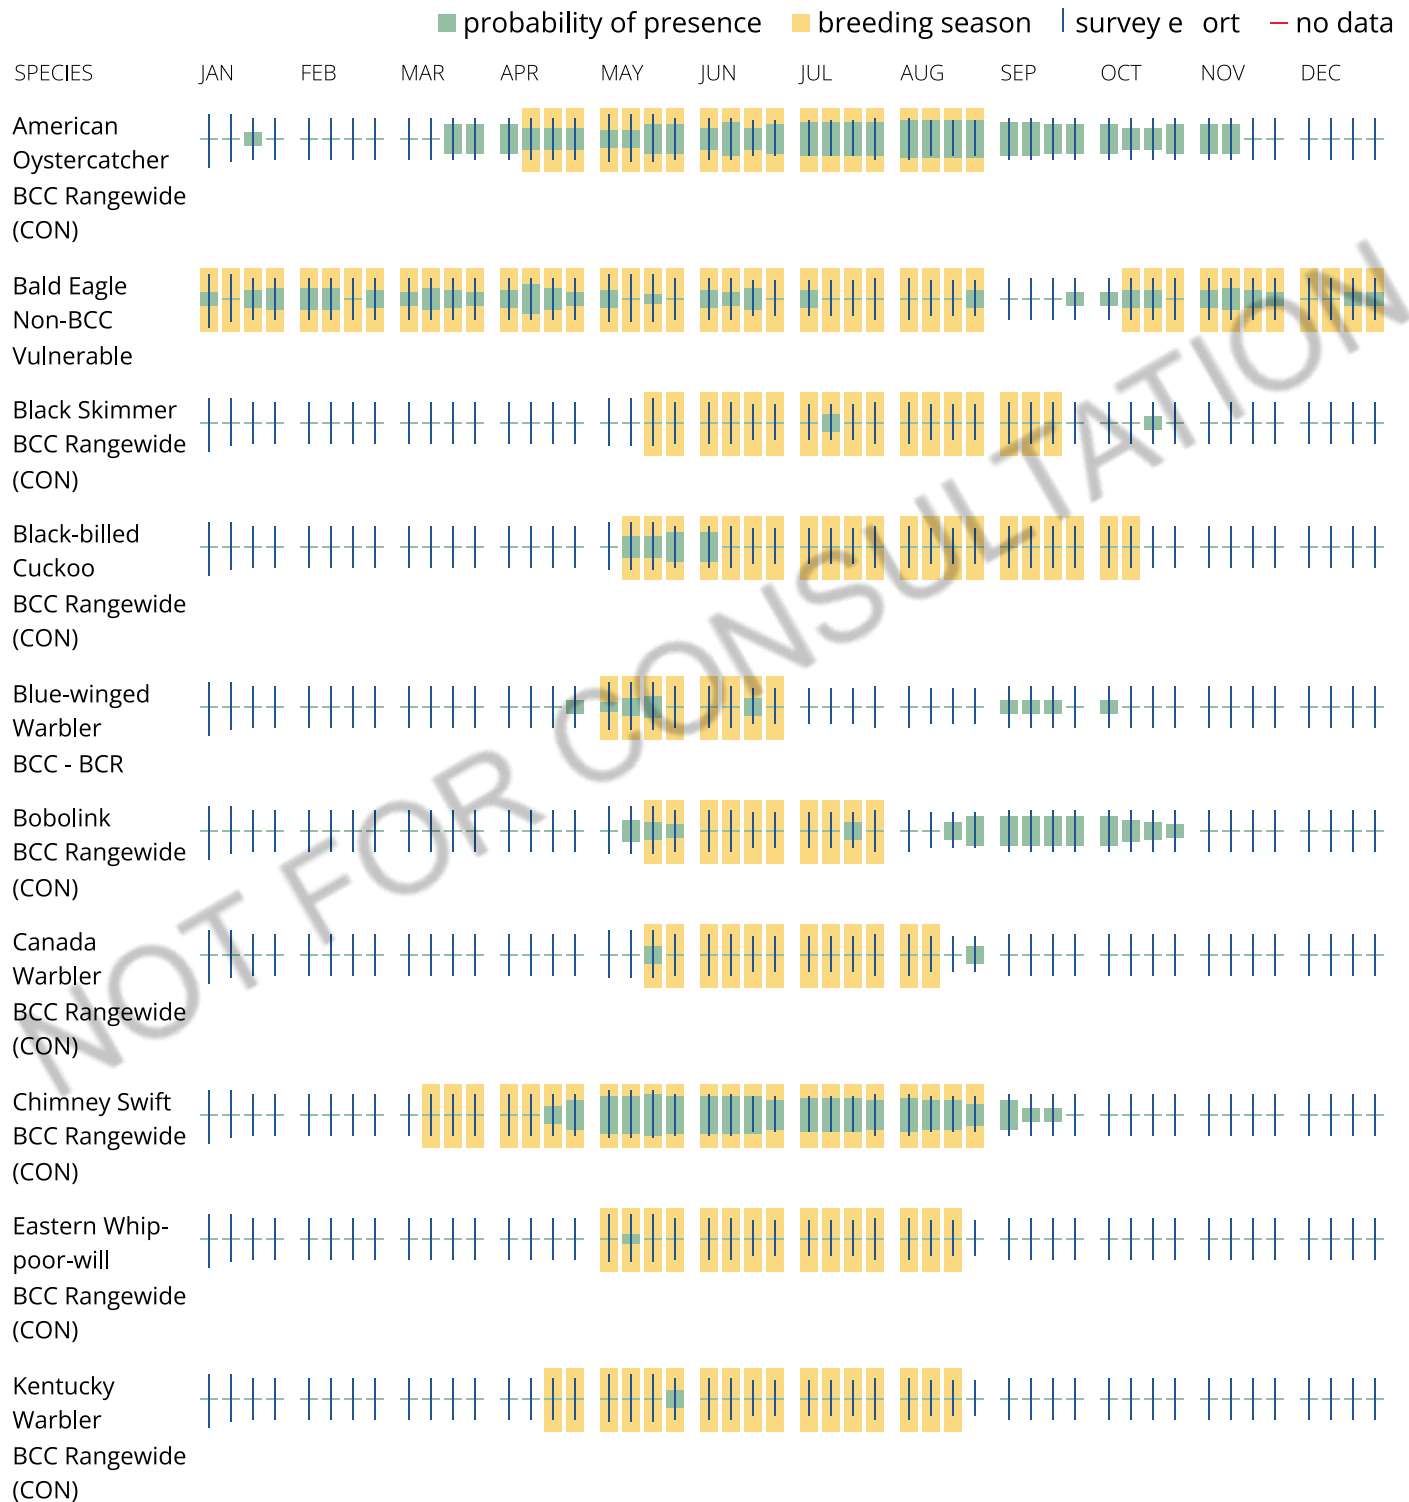 probability of presence breeding season survey e ort no data
SPECIES JAN FEB MAR APR MAY JUN JUL AUG SEP OCT NOV DEC
American
Oystercatcher
BCC Rangewide
(CON)
Bald Eagle
Non-BCC
Vulnerable
Black Skimmer
BCC Rangewide
(CON)
Black-billed
Cuckoo
BCC Rangewide
(CON)
Blue-winged
Warbler
BCC - BCR
Bobolink
BCC Rangewide
(CON)
Canada
Warbler
BCC Rangewide
(CON)
Chimney Swift
BCC Rangewide
(CON)
Eastern Whip-
poor-will
BCC Rangewide
(CON)
Kentucky
Warbler
BCC Rangewide
(CON)
NOT FOR CONSULTATION